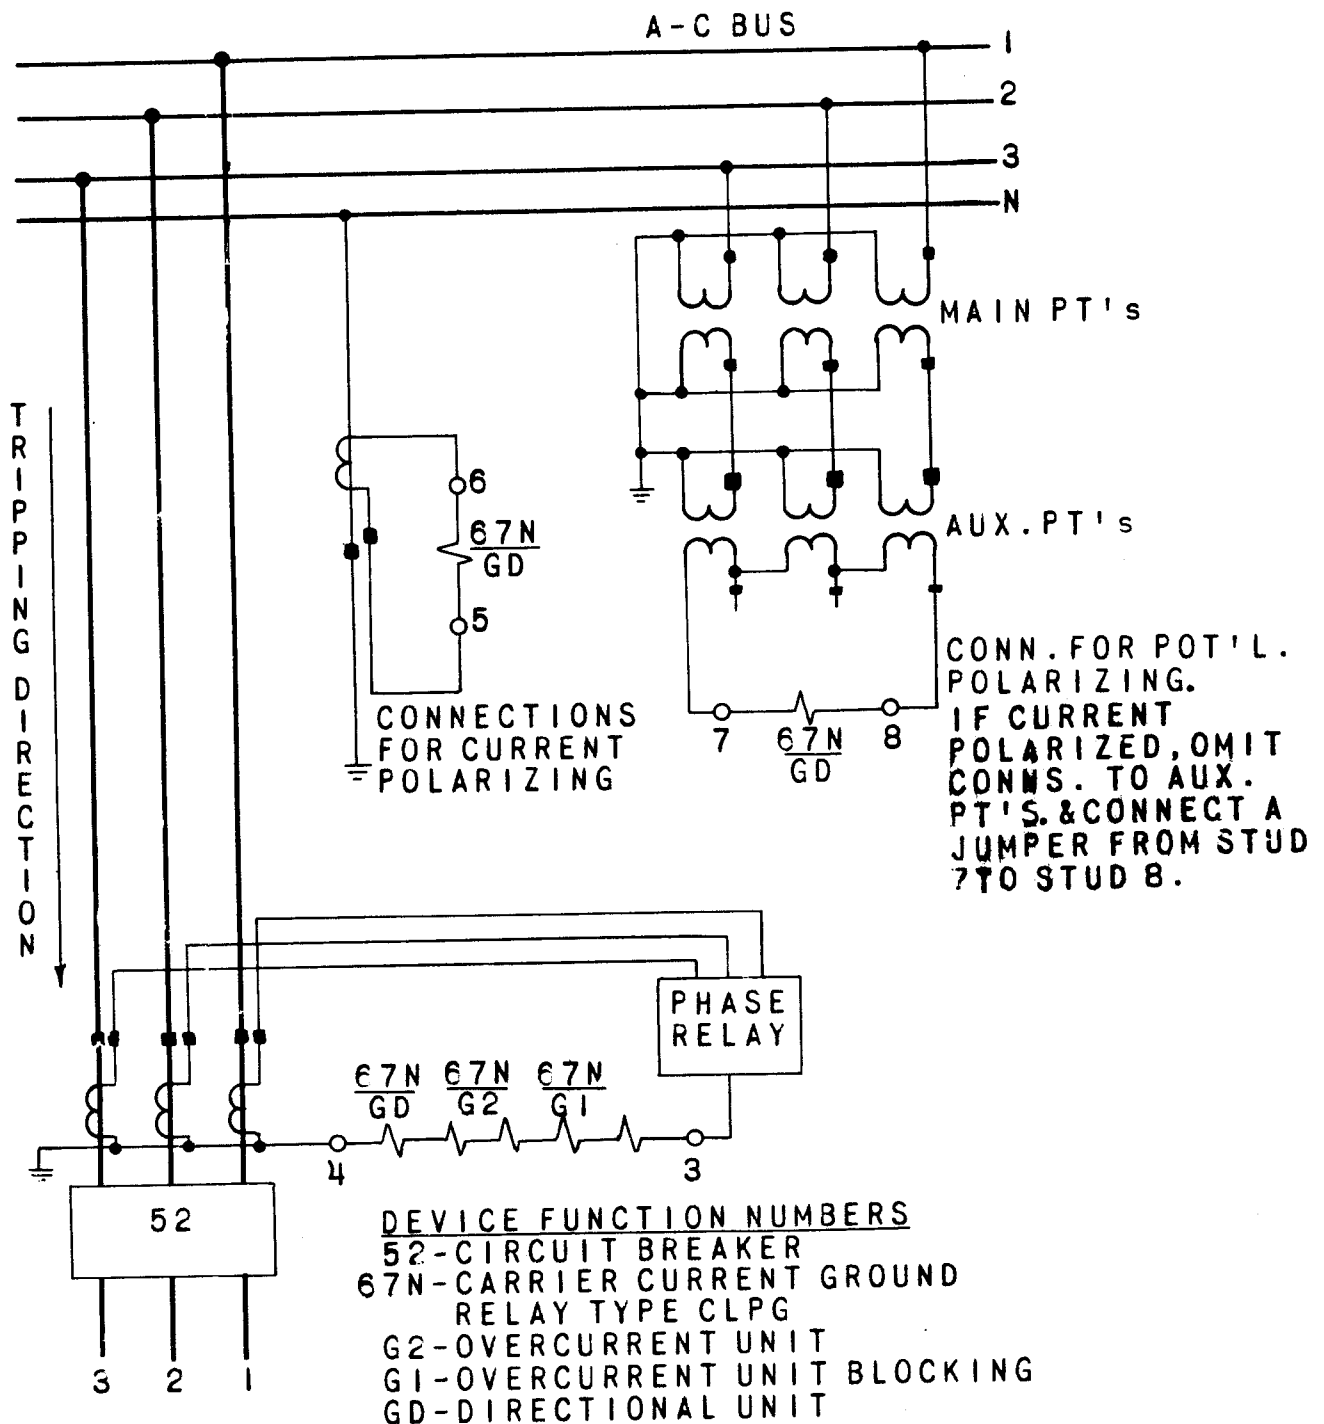 A-C BUS
1
2
3
N
MAIN PT's
TRIPPING DIRECTION
6
67N
GD
5
AUX. PT's
CONNECTIONS
FOR CURRENT
POLARIZING
7
67N
GD
8
CONN. FOR POT'L.
POLARIZING.
IF CURRENT
POLARIZED, OMIT
CONNS. TO AUX.
PT'S. & CONNECT A
JUMPER FROM STUD
7 TO STUD 8.
PHASE
RELAY
67N
GD
67N
G2
67N
G1
4
3
52
3
2
1
DEVICE FUNCTION NUMBERS
52-CIRCUIT BREAKER
67N-CARRIER CURRENT GROUND
RELAY TYPE CLPG
G2-OVERCURRENT UNIT
G1-OVERCURRENT UNIT BLOCKING
GD-DIRECTIONAL UNIT